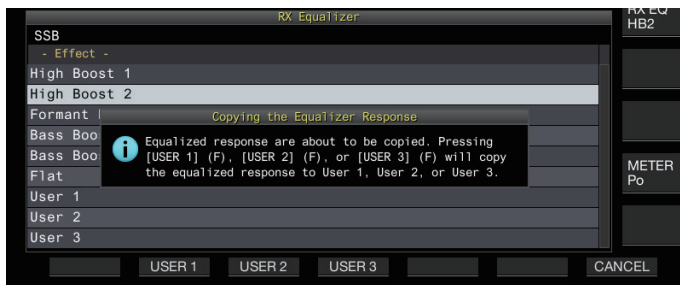 RX Equalizer
RX EQ
HB2
SSB
- Effect -
High Boost 1
High Boost 2
Formant
Copying the Equalizer Response
Bass Boo
Bass Boo
Equalized response are about to be copied. Pressing
[USER 1] (F), [USER 2] (F), or [USER 3] (F) will copy
the equalized response to User 1, User 2, or User 3.
Flat
METER
Po
User 1
User 2
User 3
USER 1 USER 2 USER 3 CANCEL